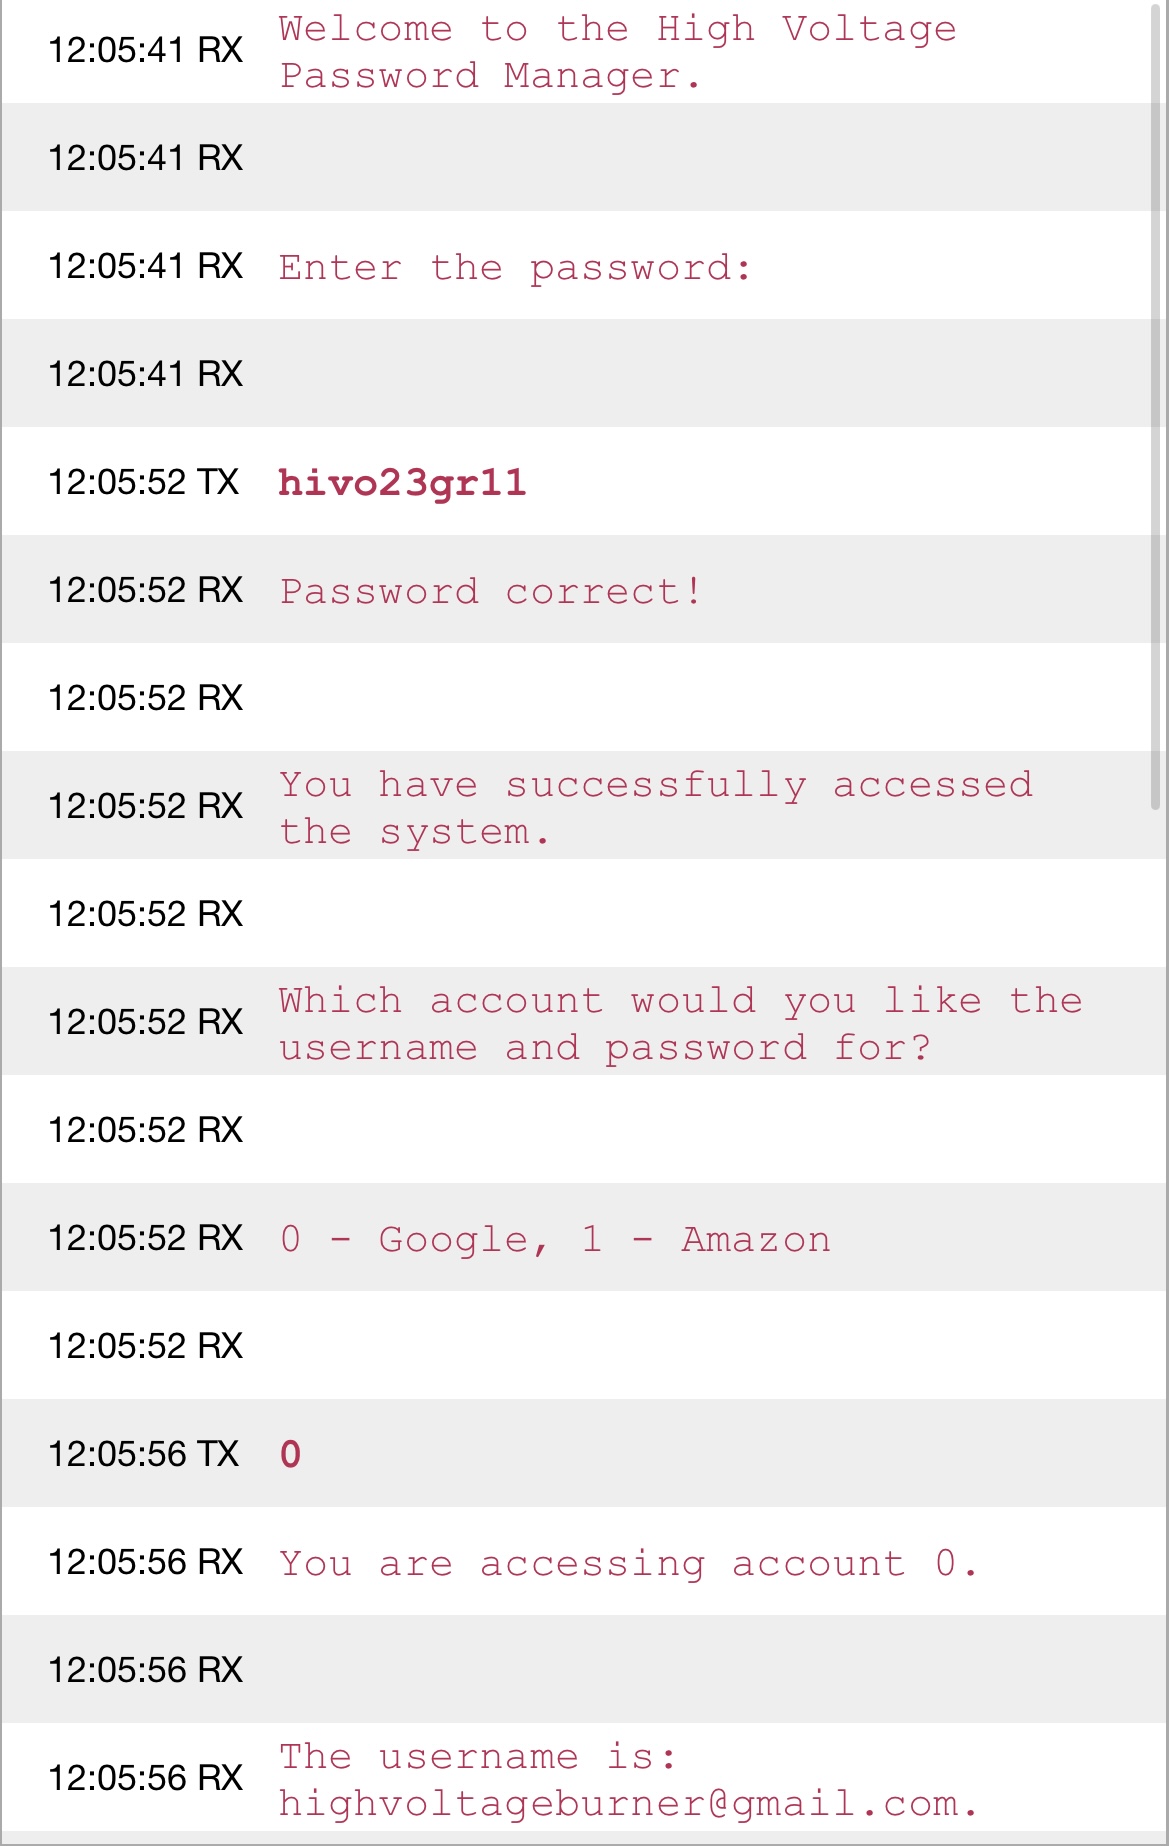 12:05:41 RX Welcome to the High Voltage
Password Manager.
12:05:41 RX
12:05:41 RX Enter the password:
12:05:41 RX
12:05:52 TX hivo23gr11
12:05:52 RX Password correct!
12:05:52 RX
12:05:52 RX You have successfully accessed
the system.
12:05:52 RX
12:05:52 RX Which account would you like the
username and password for?
12:05:52 RX
12:05:52 RX 0 - Google, 1 - Amazon
12:05:52 RX
12:05:56 TX 0
12:05:56 RX You are accessing account 0.
12:05:56 RX
12:05:56 RX The username is:
highvoltageburner@gmail.com.